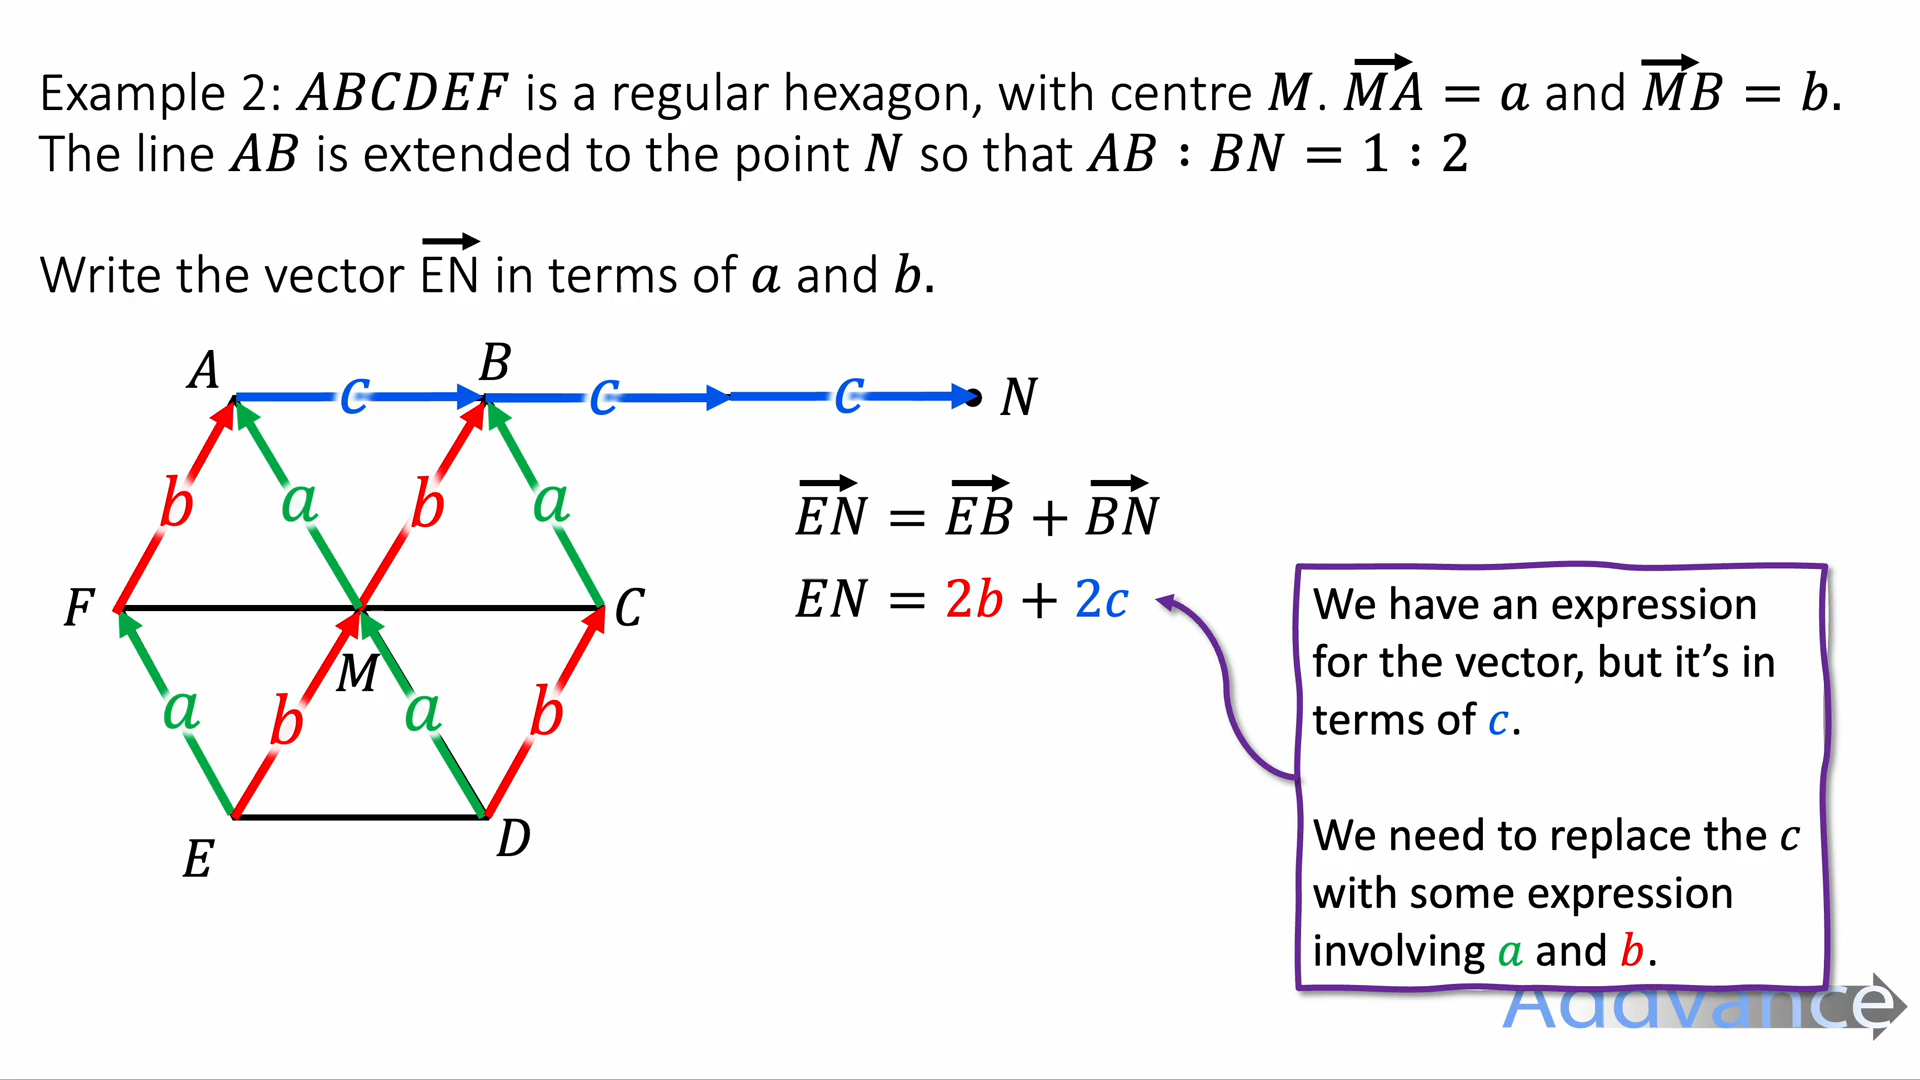 Example 2: ABCDEF is a regular hexagon, with centre M. MA = a and MB = b.
The line AB is extended to the point N so that AB : BN = 1 : 2
Write the vector EN in terms of a and b.
A
B
c
c
c
N
b
a
b
a
EN = EB + BN
EN = 2b + 2c
F
C
M
a
b
a
b
E
D
We have an expression
for the vector, but it's in
terms of c.
We need to replace the c
with some expression
involving a and b.
Addvance